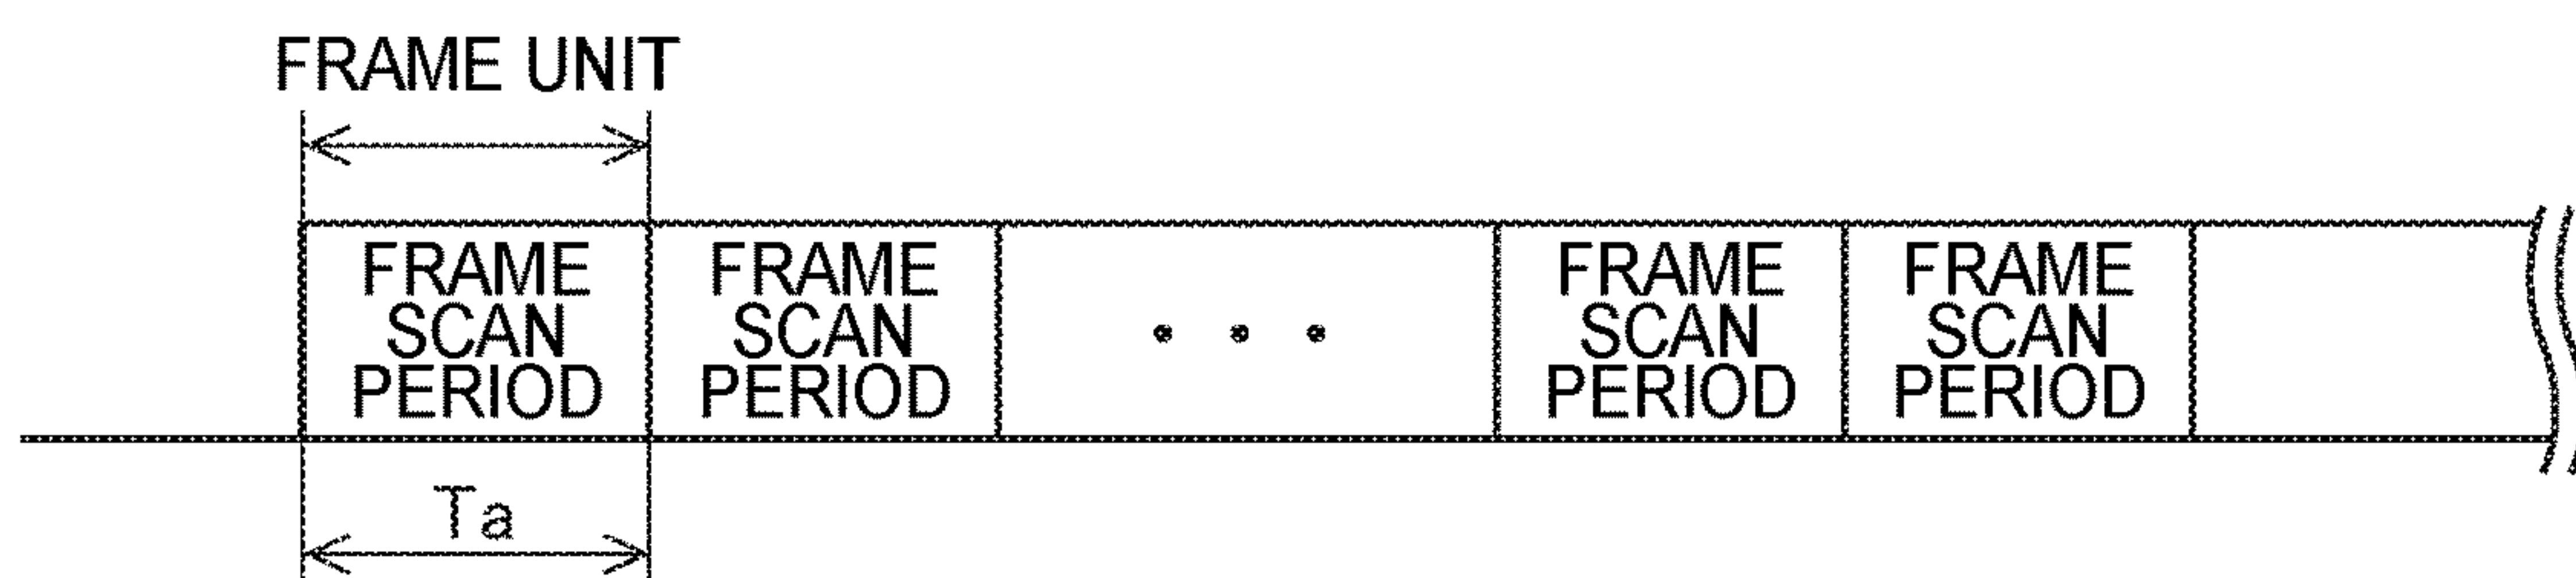 FRAME UNIT
FRAME
SCAN
PERIOD
FRAME
SCAN
PERIOD
• • •
FRAME
SCAN
PERIOD
FRAME
SCAN
PERIOD
Ta